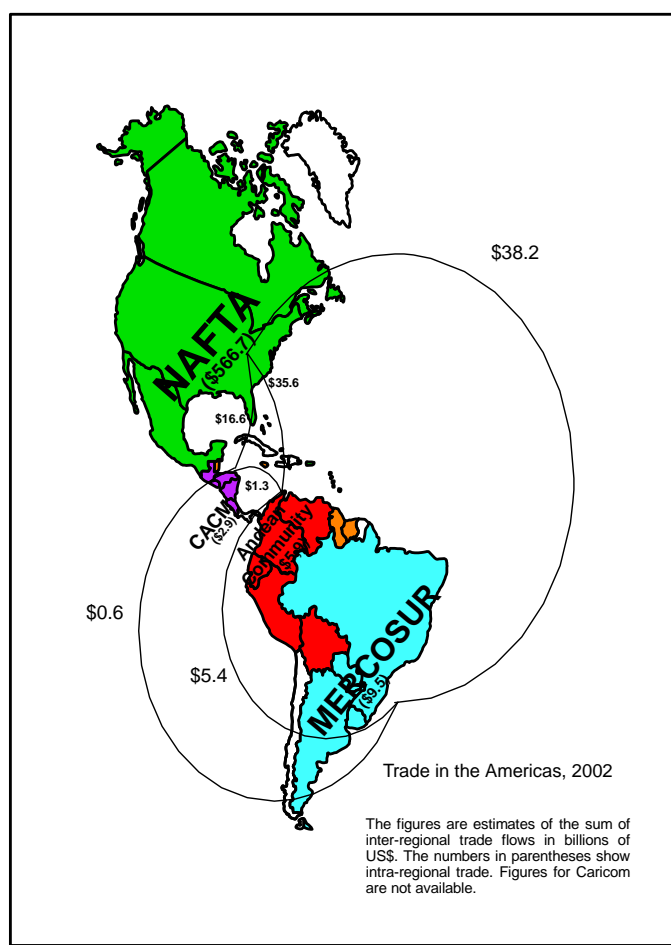 $38.2
NAFTA
($566.7)
$35.6
$16.6
$1.3
CACM
($2.9)
Andean
Community
$0.6
$5.4
MERCOSUR
($9.5)
Trade in the Americas, 2002
The figures are estimates of the sum of
inter-regional trade flows in billions of
US$. The numbers in parentheses show
intra-regional trade. Figures for Caricom
are not available.